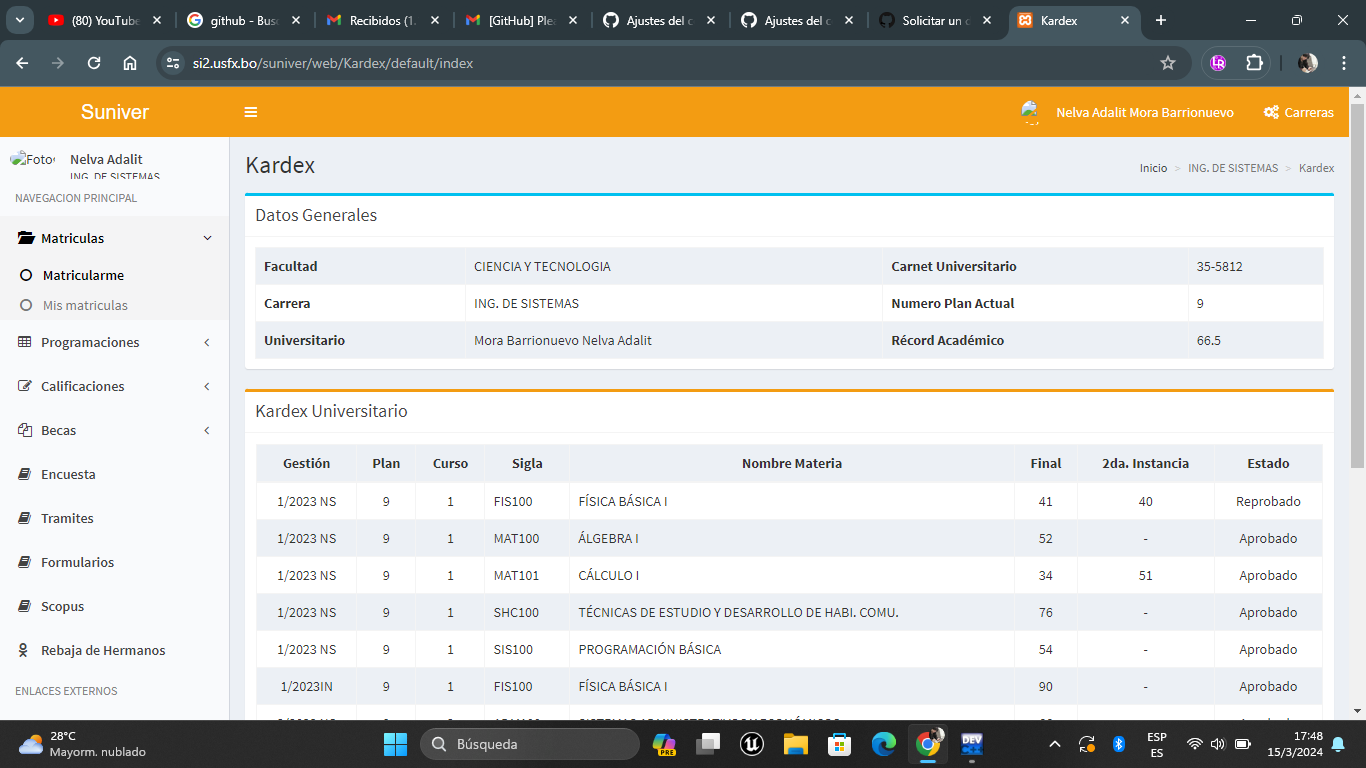 (80) YouTube
github - Bus
Recibidos (1.
[GitHub] Ple
Ajustes del c
Ajustes del c
Solicitar un c
Kardex
si2.usfx.bo/suniver/web/Kardex/default/index
Suniver
Nelva Adalit Mora Barrionuevo
Carreras
Foto
Nelva Adalit
ING. DE SISTEMAS
NAVEGACION PRINCIPAL
Matriculas
Matricularme
Mis matriculas
Programaciones
Calificaciones
Becas
Encuesta
Tramites
Formularios
Scopus
Rebaja de Hermanos
ENLACES EXTERNOS
Kardex
Inicio > ING. DE SISTEMAS > Kardex
Datos Generales
Facultad CIENCIA Y TECNOLOGIA Carnet Universitario 35-5812
Carrera ING. DE SISTEMAS Numero Plan Actual 9
Universitario Mora Barrionuevo Nelva Adalit Récord Académico 66.5
Kardex Universitario
Gestión Plan Curso Sigla Nombre Materia Final 2da. Instancia Estado
1/2023 NS 9 1 FIS100 FÍSICA BÁSICA I 41 40 Reprobado
1/2023 NS 9 1 MAT100 ÁLGEBRA I 52 - Aprobado
1/2023 NS 9 1 MAT101 CÁLCULO I 34 51 Aprobado
1/2023 NS 9 1 SHC100 TÉCNICAS DE ESTUDIO Y DESARROLLO DE HABI. COMU. 76 - Aprobado
1/2023 NS 9 1 SIS100 PROGRAMACIÓN BÁSICA 54 - Aprobado
1/2023IN 9 1 FIS100 FÍSICA BÁSICA I 90 - Aprobado
28°C
Mayorm. nublado
Búsqueda
PRE
DEV
ESP
ES
17:48
15/3/2024